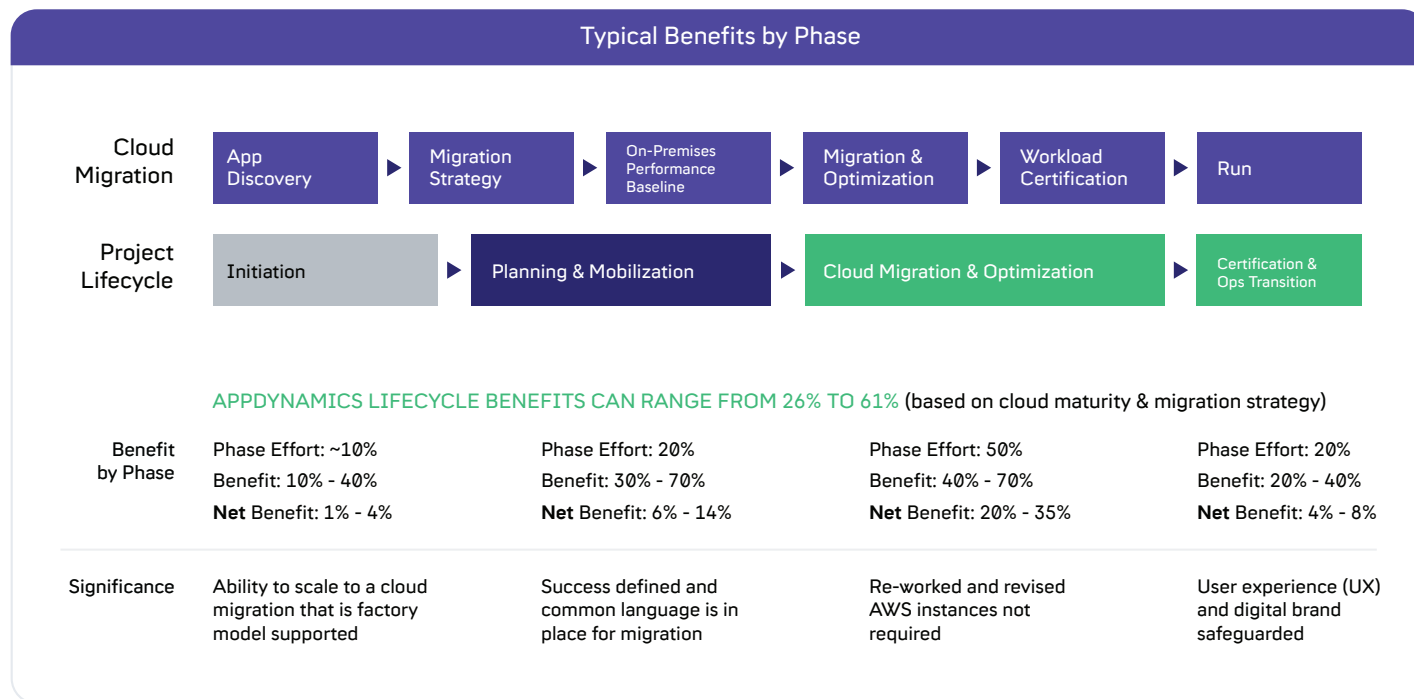 Typical Benefits by Phase
Cloud
Migration
App
Discovery
Migration
Strategy
On-Premises
Performance
Baseline
Migration &
Optimization
Workload
Certification
Run
Project
Lifecycle
Initiation
Planning & Mobilization
Cloud Migration & Optimization
Certification &
Ops Transition
APPDYNAMICS LIFECYCLE BENEFITS CAN RANGE FROM 26% TO 61% (based on cloud maturity & migration strategy)
Benefit
by Phase
Phase Effort: ~10%
Benefit: 10% - 40%
Net Benefit: 1% - 4%
Phase Effort: 20%
Benefit: 30% - 70%
Net Benefit: 6% - 14%
Phase Effort: 50%
Benefit: 40% - 70%
Net Benefit: 20% - 35%
Phase Effort: 20%
Benefit: 20% - 40%
Net Benefit: 4% - 8%
Significance
Ability to scale to a cloud
migration that is factory
model supported
Success defined and
common language is in
place for migration
Re-worked and revised
AWS instances not
required
User experience (UX)
and digital brand
safeguarded